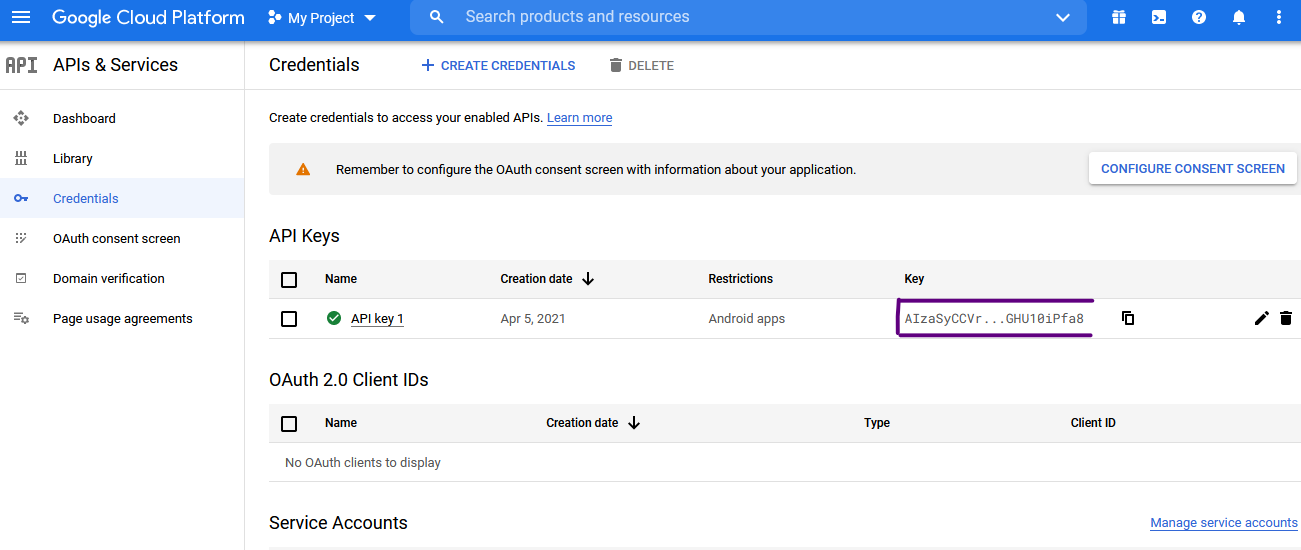 Google Cloud Platform My Project Search products and resources
API APIs & Services Credentials CREATE CREDENTIALS DELETE
Dashboard
Library
Credentials
OAuth consent screen
Domain verification
Page usage agreements
Create credentials to access your enabled APIs. Learn more
Remember to configure the OAuth consent screen with information about your application. CONFIGURE CONSENT SCREEN
API Keys
Name Creation date Restrictions Key
API key 1 Apr 5, 2021 Android apps AIzaSyCCVr...GHU10iPfa8
OAuth 2.0 Client IDs
Name Creation date Type Client ID
No OAuth clients to display
Service Accounts Manage service accounts